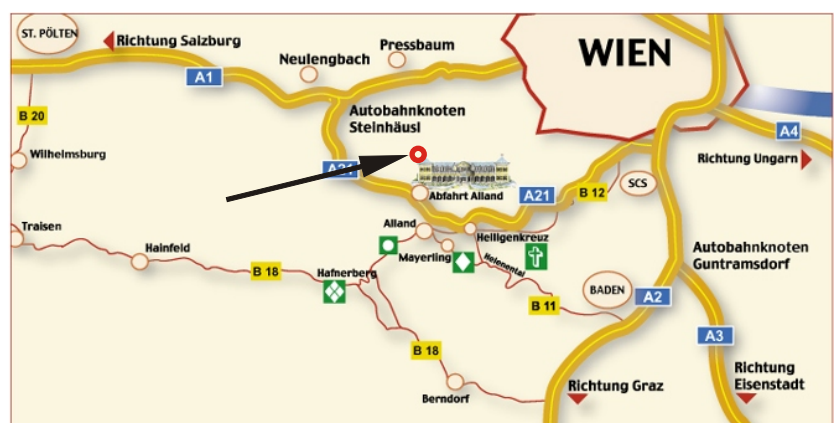 ST. PÖLTEN
Richtung Salzburg
Neulengbach
Pressbaum
WIEN
A1
B 20
Autobahnknoten
Steinhäusl
A4
Wilhelmsburg
A21
Richtung Ungarn
Abfahrt Alland
A21
B 12
SCS
Traisen
Alland
Heiligenkreuz
Hainfeld
Mayerling
Helenental
Autobahnknoten
Guntramsdorf
B 18
Hafnerberg
BADEN
A2
B 11
A3
B 18
Richtung Graz
Richtung
Eisenstadt
Berndorf